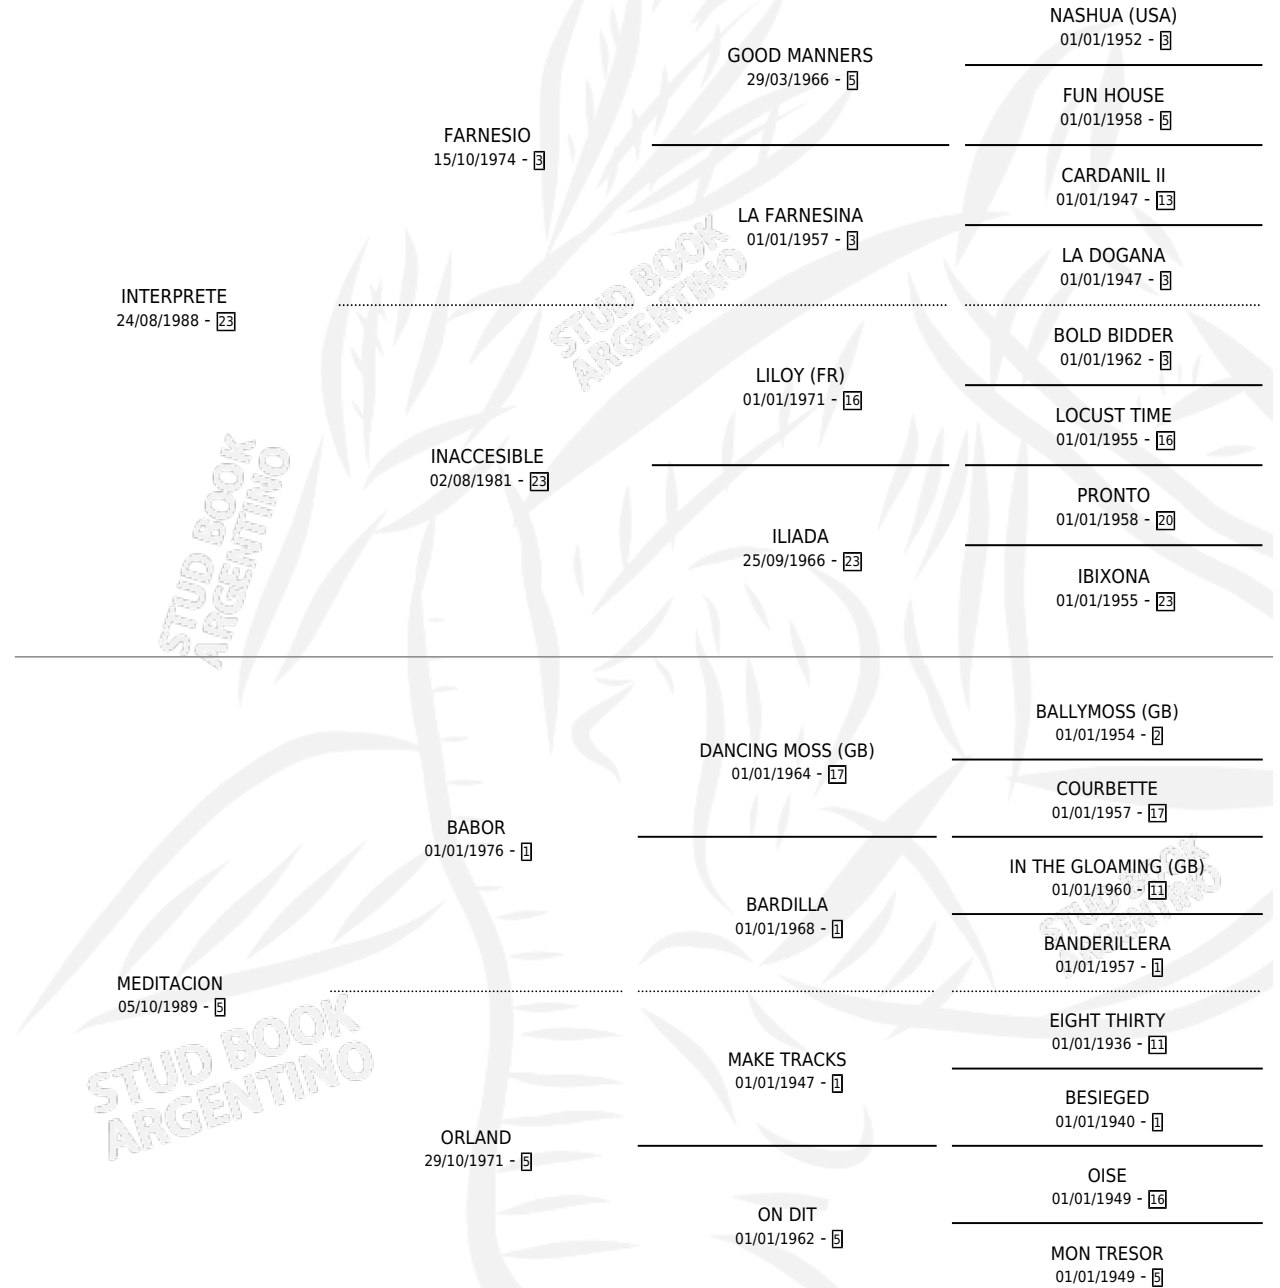 NASHUA (USA)
01/01/1952 - 3
GOOD MANNERS
29/03/1966 - 5
FUN HOUSE
01/01/1958 - 5
FARNESIO
15/10/1974 - 3
CARDANIL II
01/01/1947 - 13
LA FARNESINA
01/01/1957 - 3
LA DOGANA
01/01/1947 - 3
INTERPRETE
24/08/1988 - 23
BOLD BIDDER
01/01/1962 - 3
LILOY (FR)
01/01/1971 - 16
LOCUST TIME
01/01/1955 - 16
INACCESIBLE
02/08/1981 - 23
PRONTO
01/01/1958 - 20
ILIADA
25/09/1966 - 23
IBIXONA
01/01/1955 - 23
STUD BOOK
ARGENTINO
STUD BOOK
ARGENTINO
BALLYMOSS (GB)
01/01/1954 - 2
DANCING MOSS (GB)
01/01/1964 - 17
COURBETTE
01/01/1957 - 17
BABOR
01/01/1976 - 1
IN THE GLOAMING (GB)
01/01/1960 - 11
BARDILLA
01/01/1968 - 1
BANDERILLERA
01/01/1957 - 1
MEDITACION
05/10/1989 - 5
EIGHT THIRTY
01/01/1936 - 11
MAKE TRACKS
01/01/1947 - 1
BESIEGED
01/01/1940 - 1
ORLAND
29/10/1971 - 5
OISE
01/01/1949 - 16
ON DIT
01/01/1962 - 5
MON TRESOR
01/01/1949 - 5
STUD BOOK
ARGENTINO
STUD BOOK
ARGENTINO